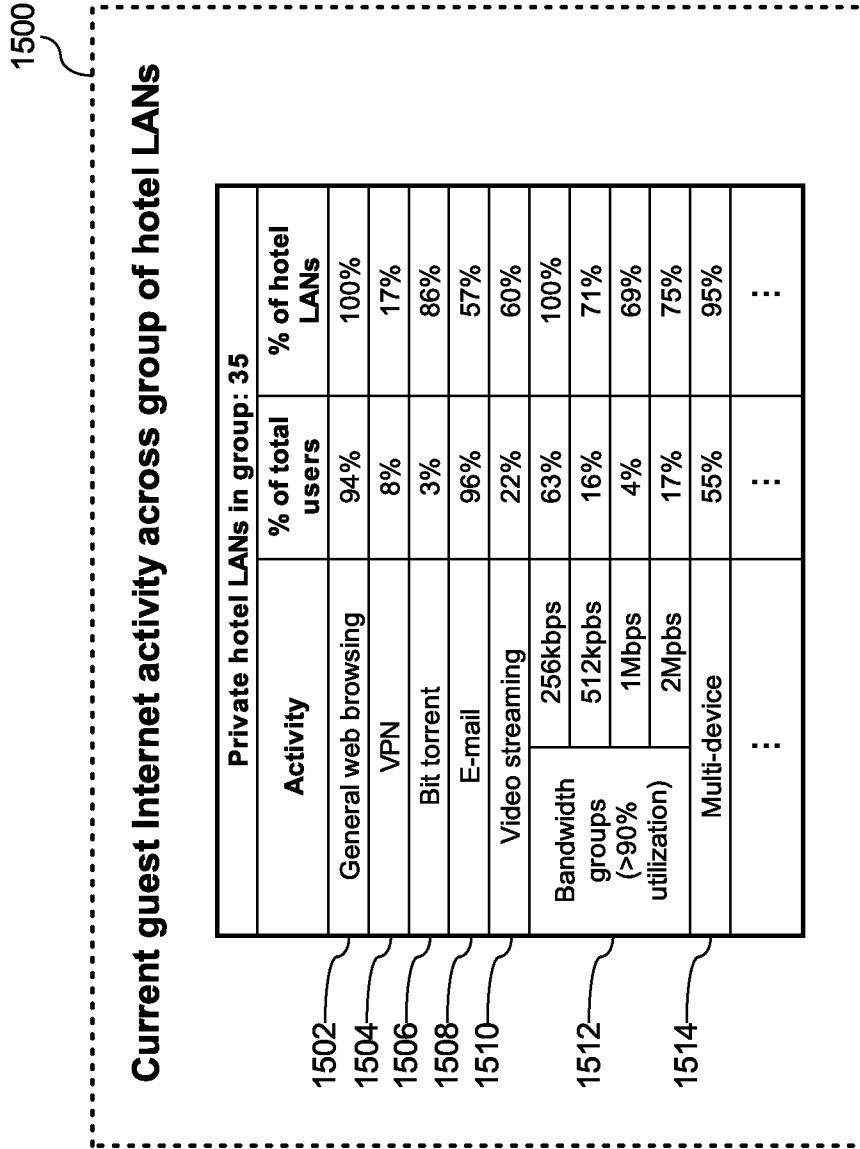 1500
Current guest Internet activity across group of hotel LANs
Private hotel LANs in group: 35
Activity
% of total
users
% of hotel
LANs
1502
General web browsing
94%
100%
1504
VPN
8%
17%
1506
Bit torrent
3%
86%
1508
E-mail
96%
57%
1510
Video streaming
22%
60%
1512
Bandwidth
groups
(>90%
utilization)
256kbps
63%
100%
512kpbs
16%
71%
1Mbps
4%
69%
2Mpbs
17%
75%
1514
Multi-device
55%
95%
...
...
...